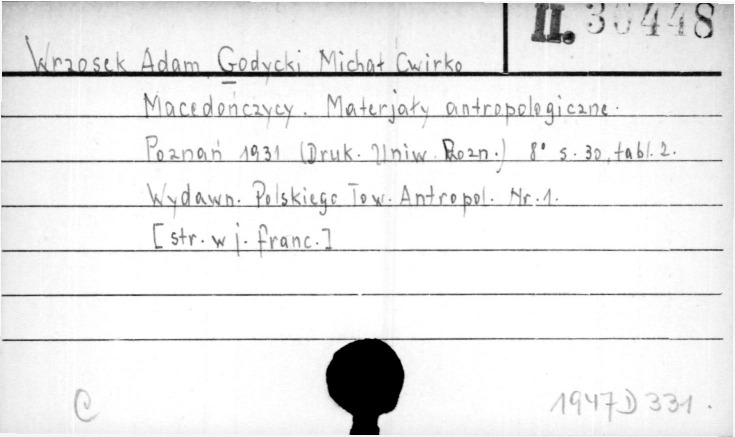 II. 30448
Wrzosek Adam, Godycki Michał Ćwirko
Macedończycy. Materjały antropologiczne.
Poznań 1931 (Druk. Uniw. Pozn.) 8° s. 30, tabl. 2.
Wydawn. Polskiego Tow. Antropol. Nr. 1.
[str. w j. franc.]
C 1947 D 331.